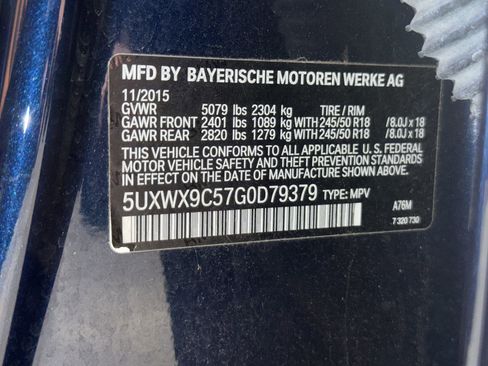 MFD BY BAYERISCHE MOTOREN WERKE AG
11/2015
GVWR 5079 lbs 2304 kg TIRE / RIM
GAWR FRONT 2401 lbs 1089 kg WITH 245/50 R18 /8.0J x 18
GAWR REAR 2820 lbs 1279 kg WITH 245/50 R18 /8.0J x 18
THIS VEHICLE CONFORMS TO ALL APPLICABLE U. S. FEDERAL
MOTOR VEHICLE SAFETY AND THEFT PREVENTION STANDARDS
IN EFFECT ON THE DATE OF MANUFACTURE SHOWN ABOVE.
5UXWX9C57G0D79379 TYPE: MPV
A76M
7 320 730